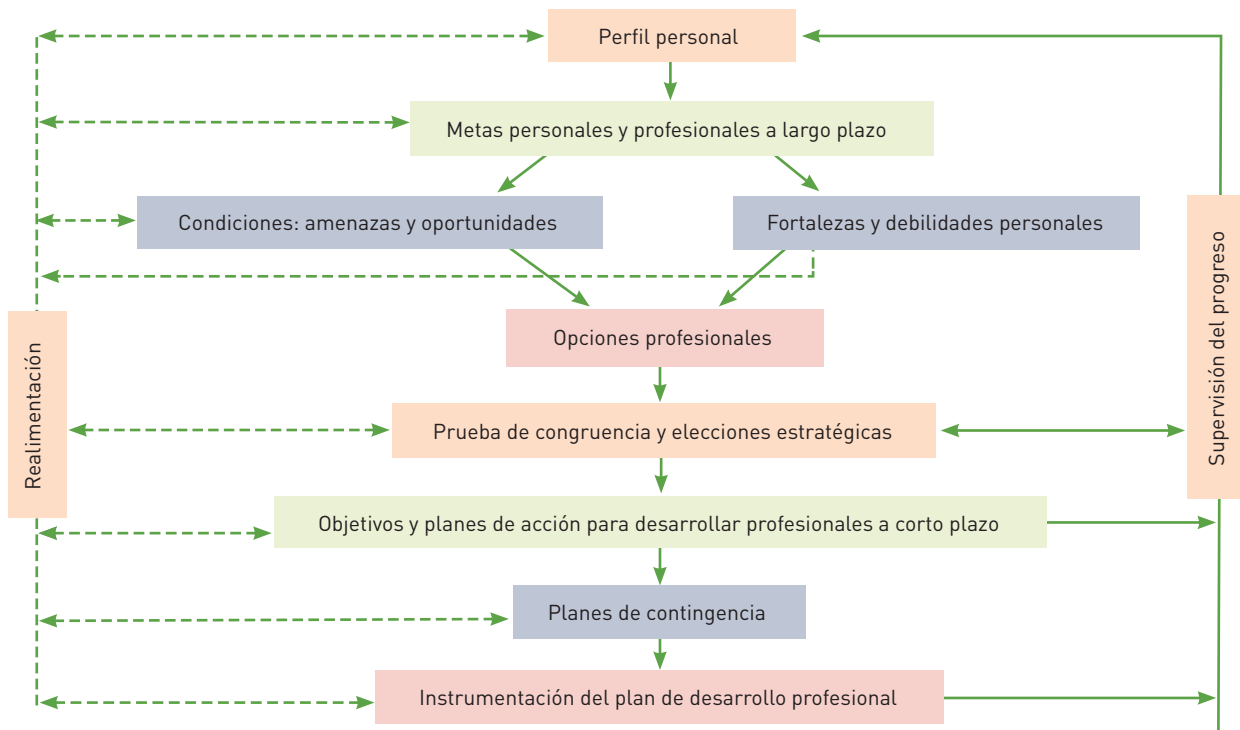 Perfil personal
Metas personales y profesionales a largo plazo
Condiciones: amenazas y oportunidades
Fortalezas y debilidades personales
Opciones profesionales
Realimentación
Supervisión del progreso
Prueba de congruencia y elecciones estratégicas
Objetivos y planes de acción para desarrollar profesionales a corto plazo
Planes de contingencia
Instrumentación del plan de desarrollo profesional